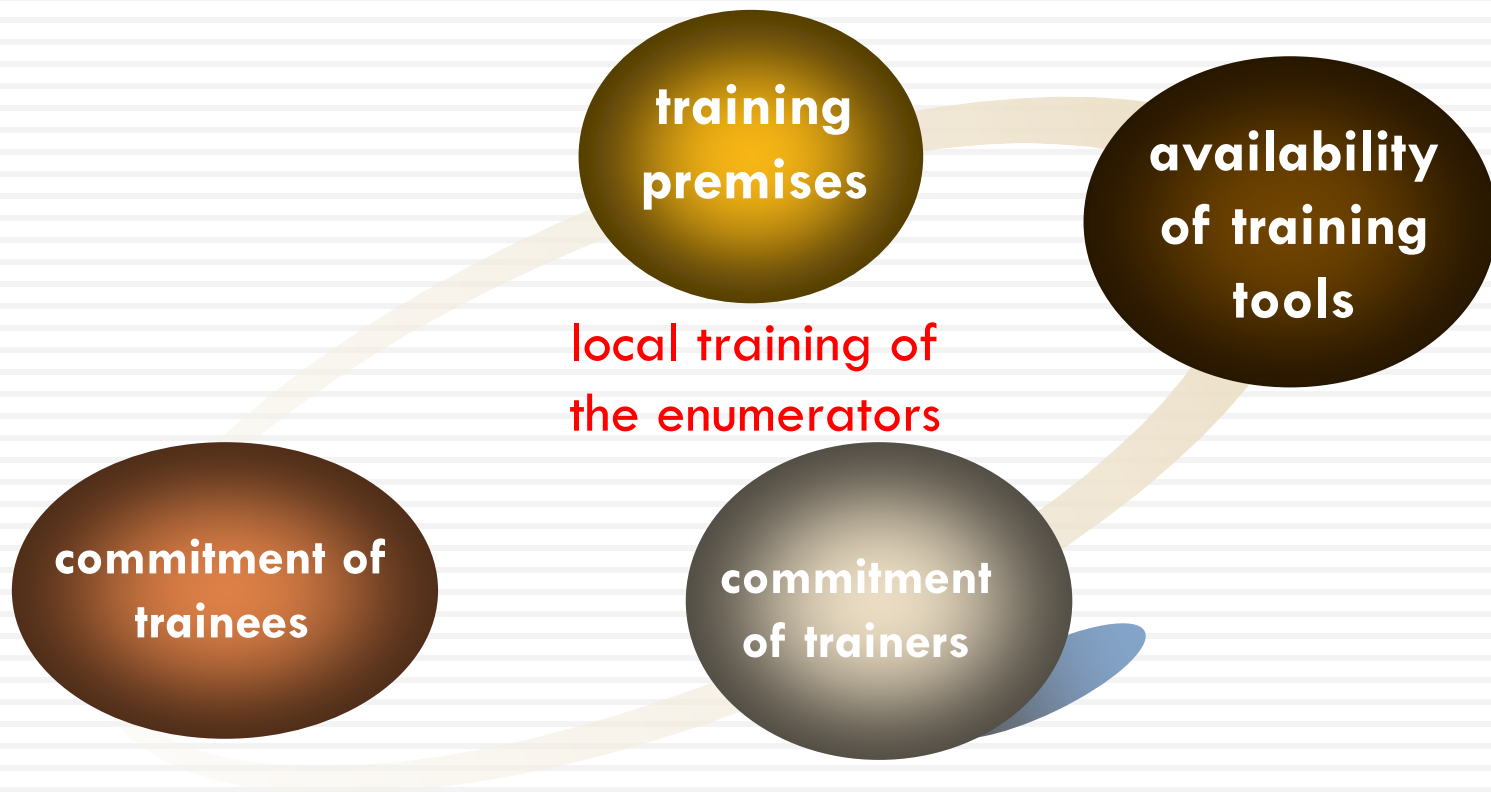 training
premises
availability
of training
tools
local training of
the enumerators
commitment of
trainees
commitment
of trainers